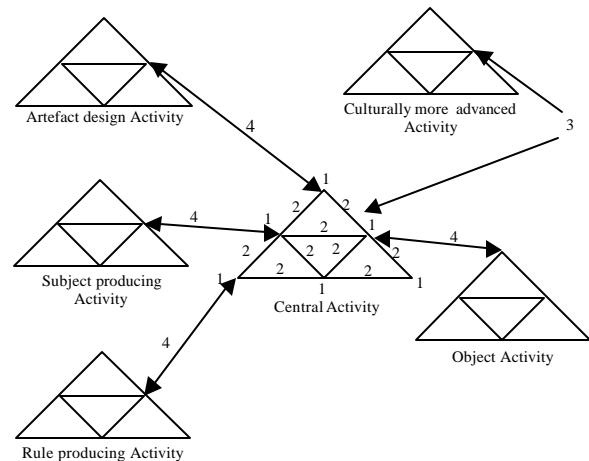 Artefact design Activity
Culturally more advanced
Activity
3
4
1
2
2
1
2
1
4
2
2
2
2
4
2
2
1
1
1
Subject producing
Activity
Central Activity
Object Activity
4
Rule producing Activity